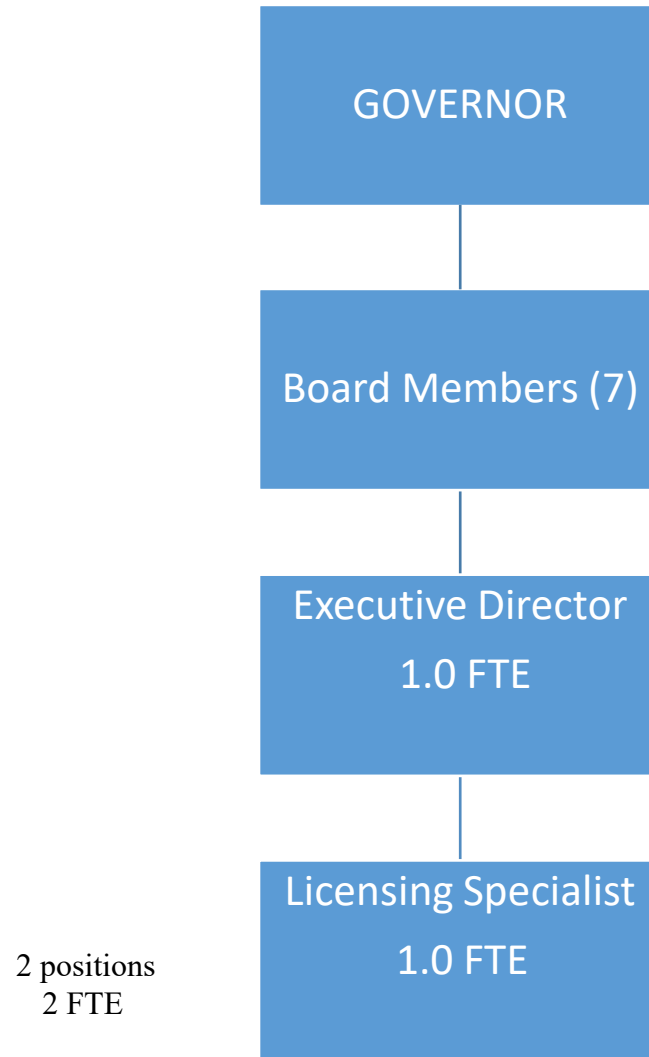 GOVERNOR
Board Members (7)
Executive Director
1.0 FTE
Licensing Specialist
1.0 FTE
2 positions
2 FTE